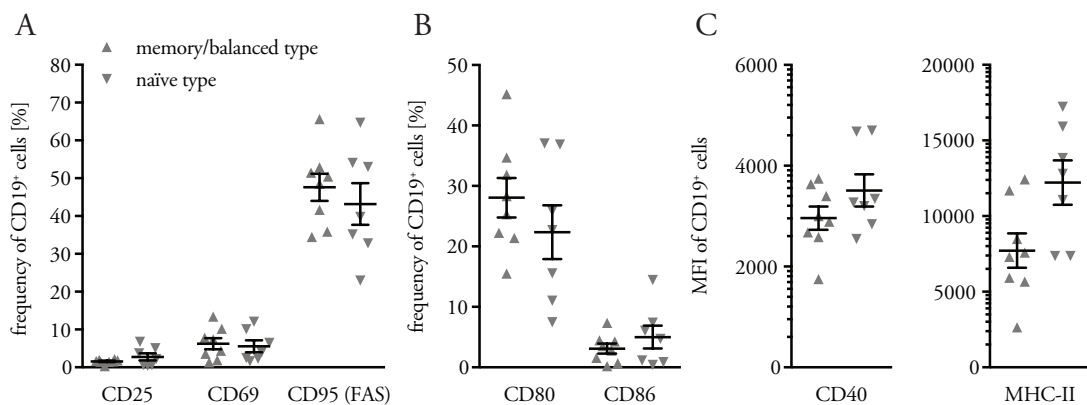 A
memory/balanced type
naïve type
frequency of CD19⁺ cells [%]
80
70
60
50
40
30
20
10
0
CD25
CD69
CD95 (FAS)
B
frequency of CD19⁺ cells [%]
50
40
30
20
10
0
CD80
CD86
C
MFI of CD19⁺ cells
6000
4000
2000
0
CD40
20000
15000
10000
5000
0
MHC-II